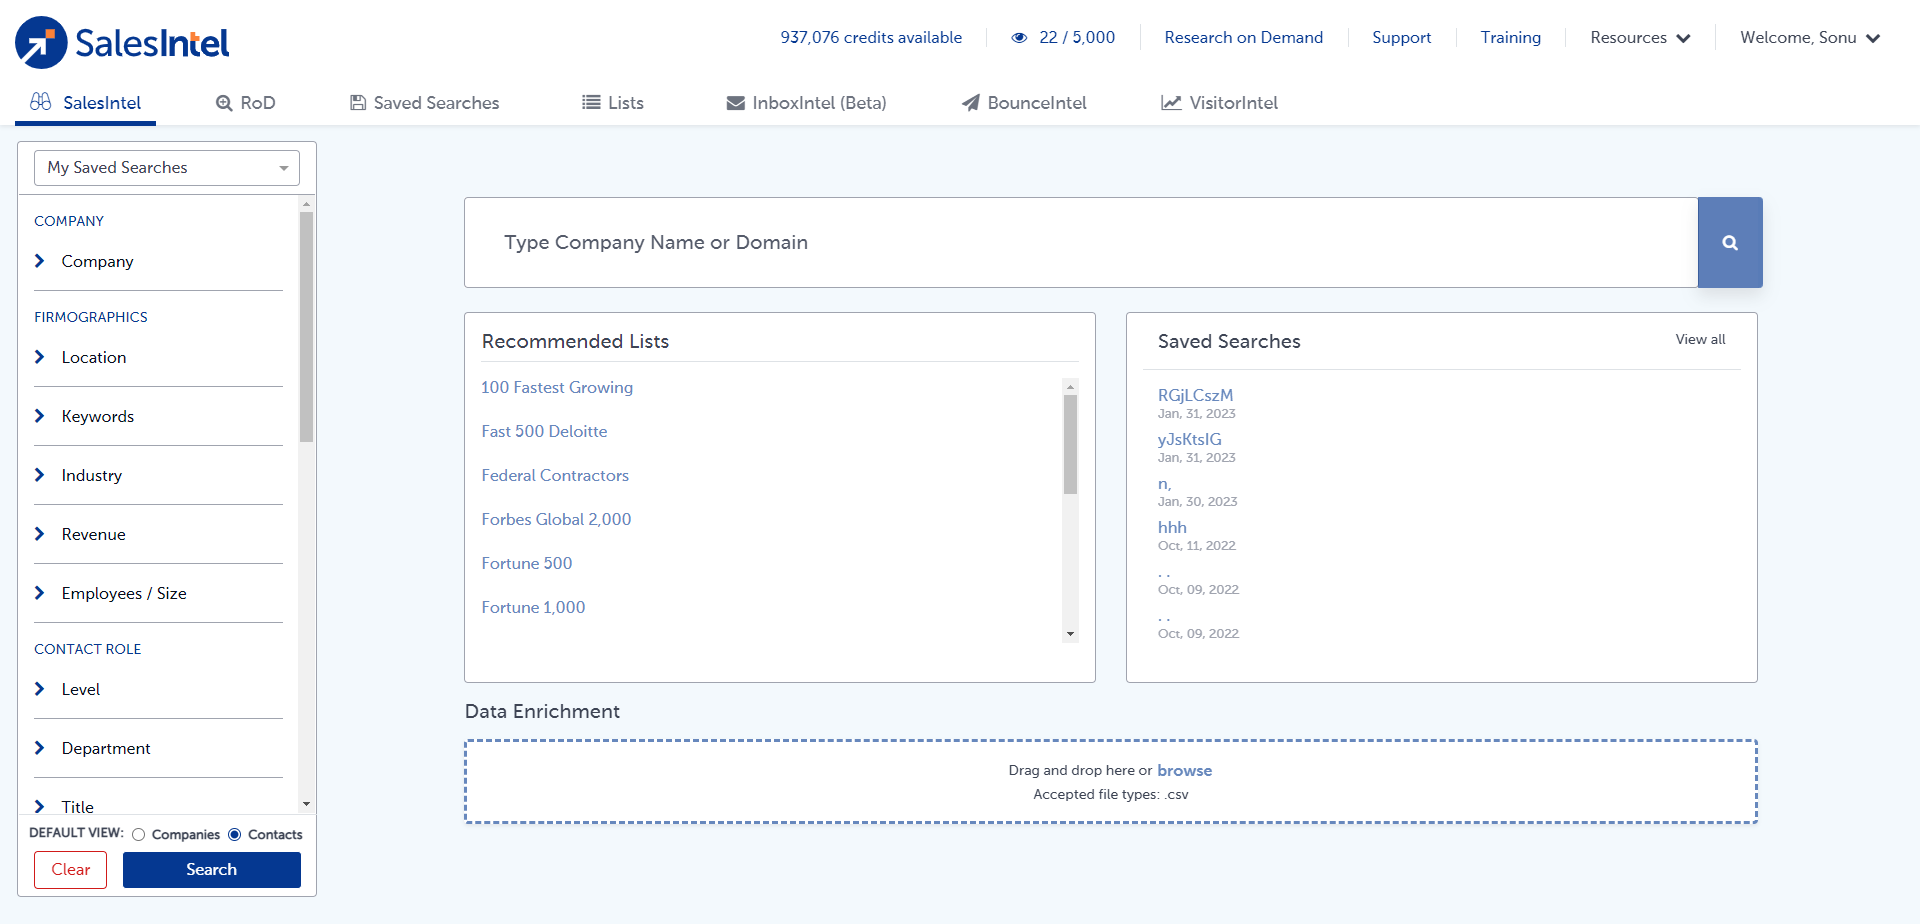 SalesIntel
937,076 credits available
22 / 5,000
Research on Demand
Support
Training
Resources
Welcome, Sonu
SalesIntel
RoD
Saved Searches
Lists
InboxIntel (Beta)
BounceIntel
VisitorIntel
My Saved Searches
COMPANY
Company
FIRMOGRAPHICS
Location
Keywords
Industry
Revenue
Employees / Size
CONTACT ROLE
Level
Department
Title
DEFAULT VIEW: Companies Contacts
Clear
Search
Type Company Name or Domain
Recommended Lists
100 Fastest Growing
Fast 500 Deloitte
Federal Contractors
Forbes Global 2,000
Fortune 500
Fortune 1,000
Saved Searches
View all
RGjLCszM
Jan, 31, 2023
yJsKtsIG
Jan, 31, 2023
n,
Jan, 30, 2023
hhh
Oct, 11, 2022
. .
Oct, 09, 2022
. .
Oct, 09, 2022
Data Enrichment
Drag and drop here or browse
Accepted file types: .csv